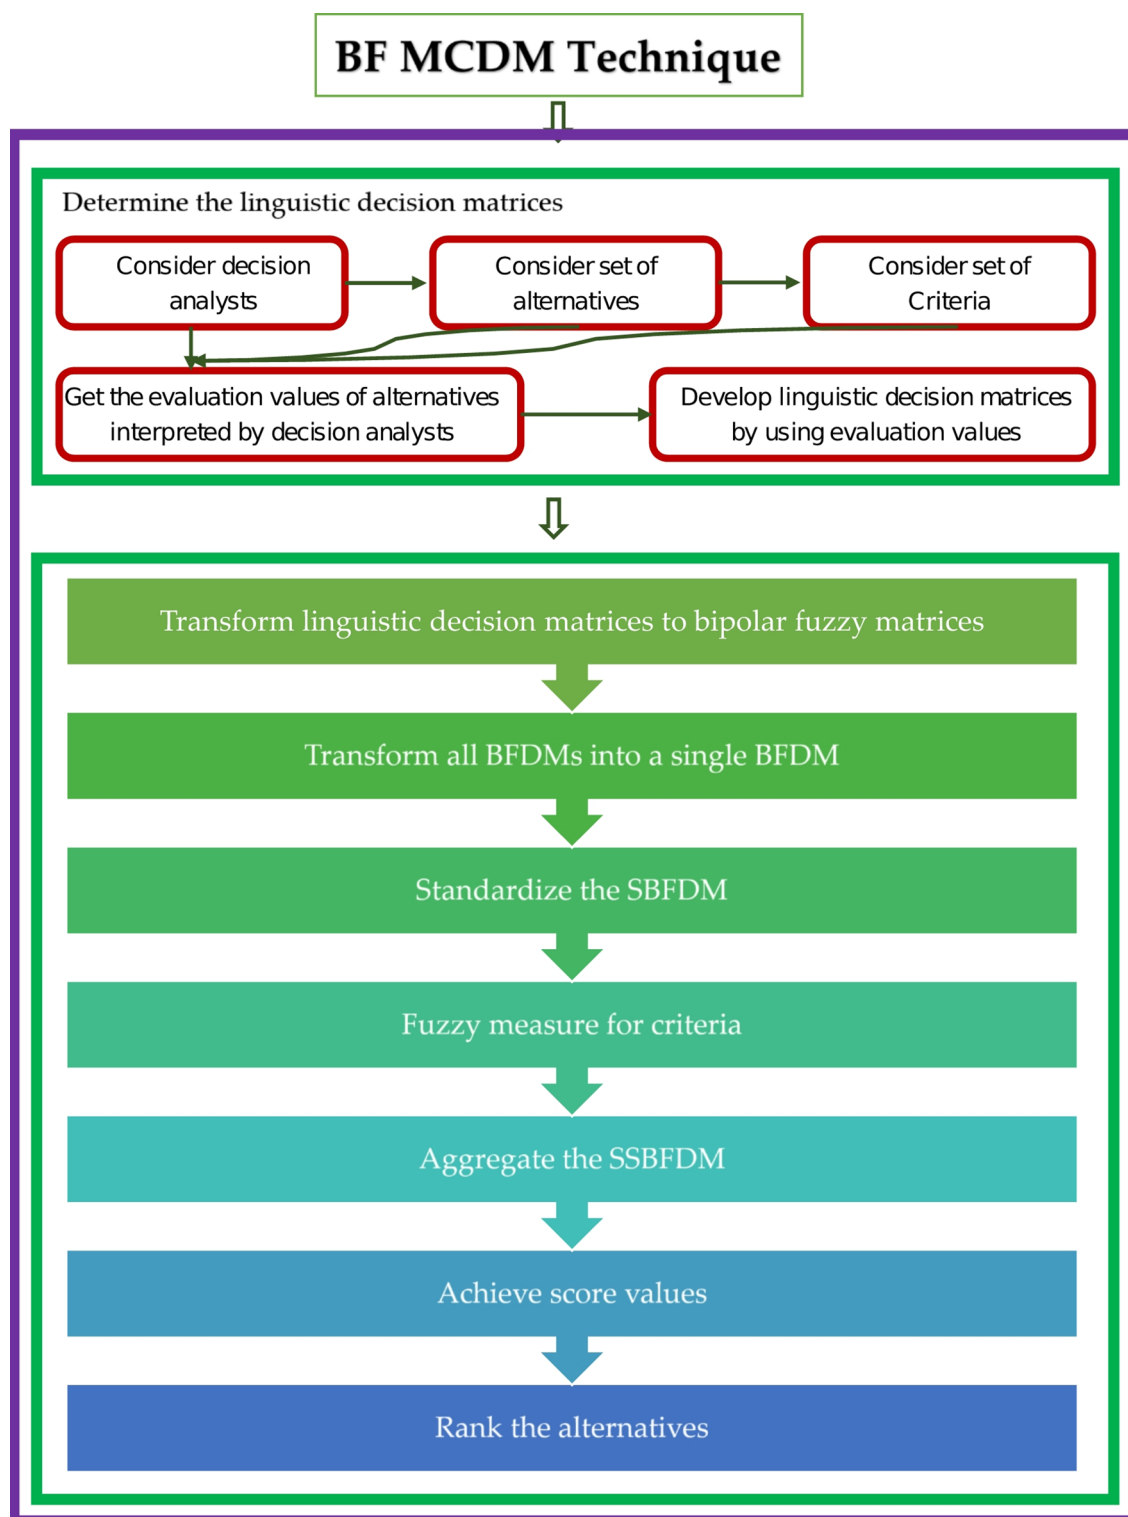 BF MCDM Technique
Determine the linguistic decision matrices
Consider decision
analysts
Consider set of
alternatives
Consider set of
Criteria
Get the evaluation values of alternatives
interpreted by decision analysts
Develop linguistic decision matrices
by using evaluation values
Transform linguistic decision matrices to bipolar fuzzy matrices
Transform all BFDMs into a single BFDM
Standardize the SBFDM
Fuzzy measure for criteria
Aggregate the SSBFDM
Achieve score values
Rank the alternatives